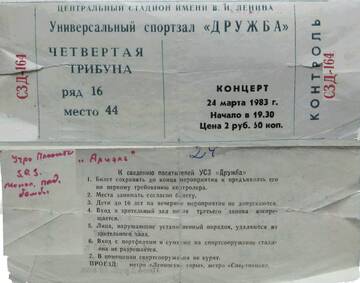 ЦЕНТРАЛЬНЫЙ СТАДИОН ИМЕНИ В. И. ЛЕНИНА
Универсальный спортзал «ДРУЖБА»
ЧЕТВЕРТАЯ
ТРИБУНА
ряд 16
место 44
СЗД-164
КОНЦЕРТ
24 марта 1983 г.
Начало в 19.30
Цена 2 руб. 50 коп.
КОНТРОЛЬ
СЗД-164
Утро Планеты
"Ариэль"
24
К сведению посетителей УСЗ «Дружба»
1. Билет сохранять до конца мероприятия и предъявлять его
по первому требованию контролера.
2. Места занимать согласно билету.
3. Дети до 16 лет на вечерние мероприятия не допускаются.
4. Вход в зрительный зал после третьего звонка запрещается.
5. Лица, нарушающие установленный порядок, удаляются из
зрительного зала.
6. Вход с портфелями и сумками на спортсооружение стадиона
не разрешается.
7. В помещении спортсооружения не курят.
ПРОЕЗД: метро «Ленинские горы», метро «Спортивная».